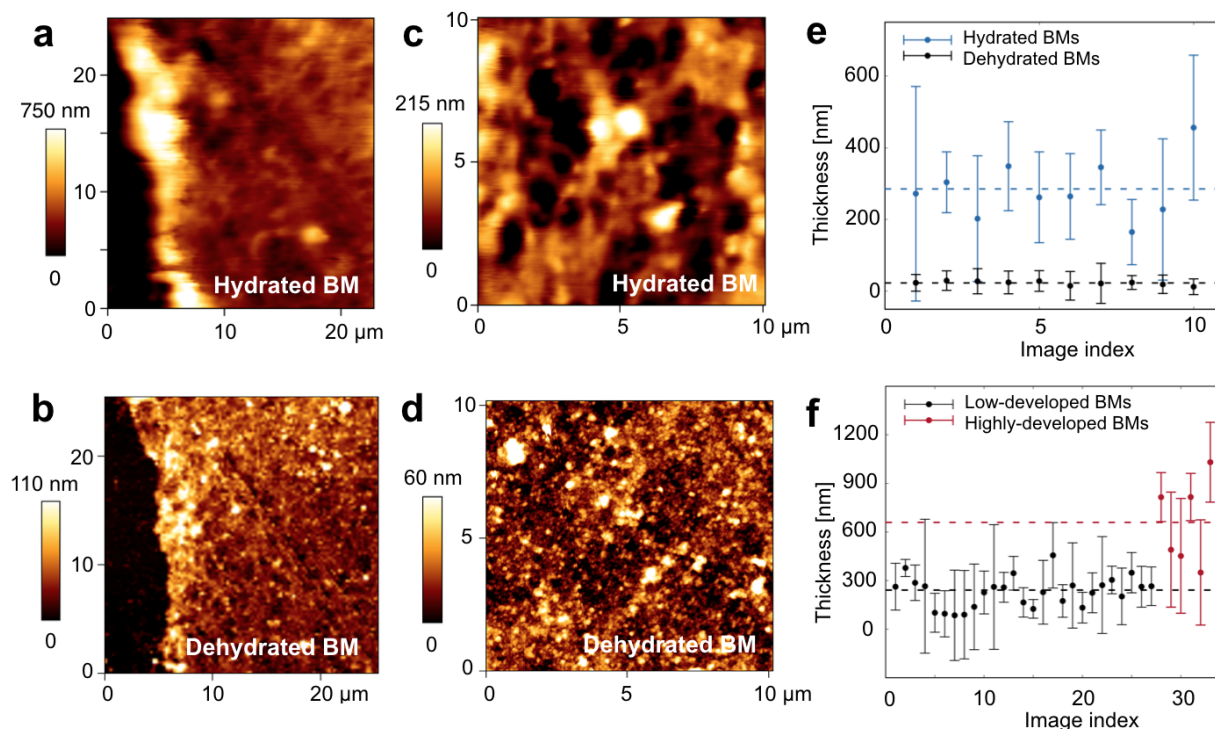 a
750 nm
0
20
10
0
0
10
20 µm
Hydrated BM
c
215 nm
0
10
5
0
0
5
10 µm
Hydrated BM
e
Hydrated BMs
Dehydrated BMs
Thickness [nm]
600
400
200
0
0
5
10
Image index
b
110 nm
0
20
10
0
0
10
20 µm
Dehydrated BM
d
60 nm
0
10
5
0
0
5
10 µm
Dehydrated BM
f
Low-developed BMs
Highly-developed BMs
Thickness [nm]
1200
900
600
300
0
0
10
20
30
Image index